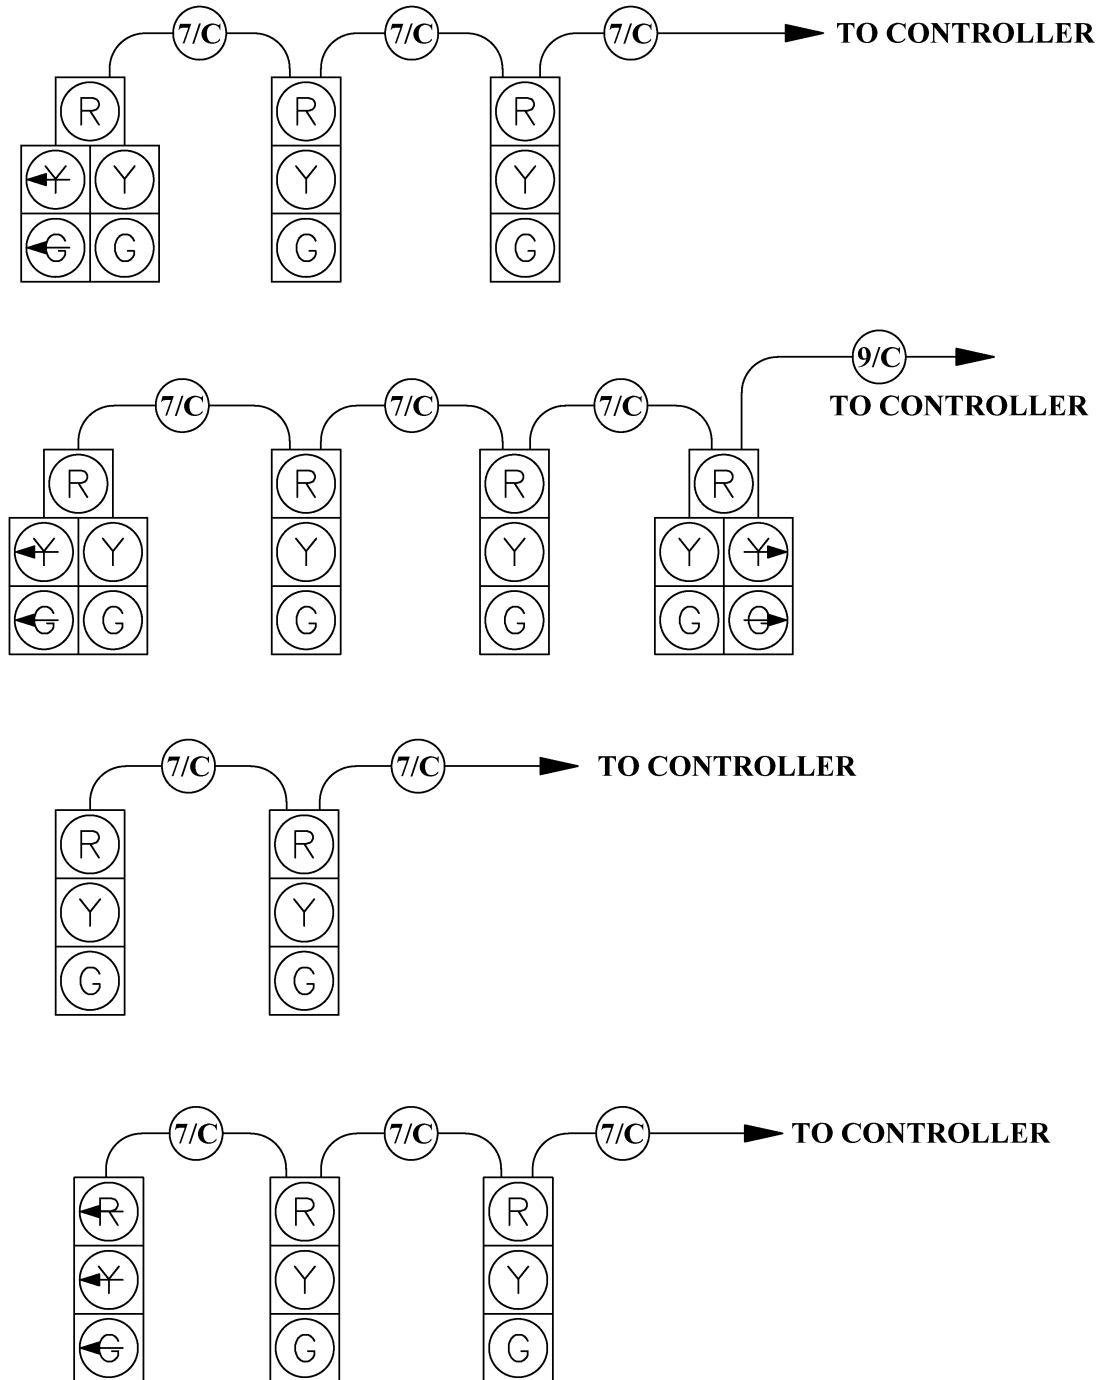 7/C 7/C 7/C TO CONTROLLER
R R R
Y Y Y Y
G G G G
9/C
7/C 7/C 7/C TO CONTROLLER
R R R R
Y Y Y Y Y Y
G G G G G G
7/C 7/C TO CONTROLLER
R R
Y Y
G G
7/C 7/C 7/C TO CONTROLLER
R R R
Y Y Y
G G G